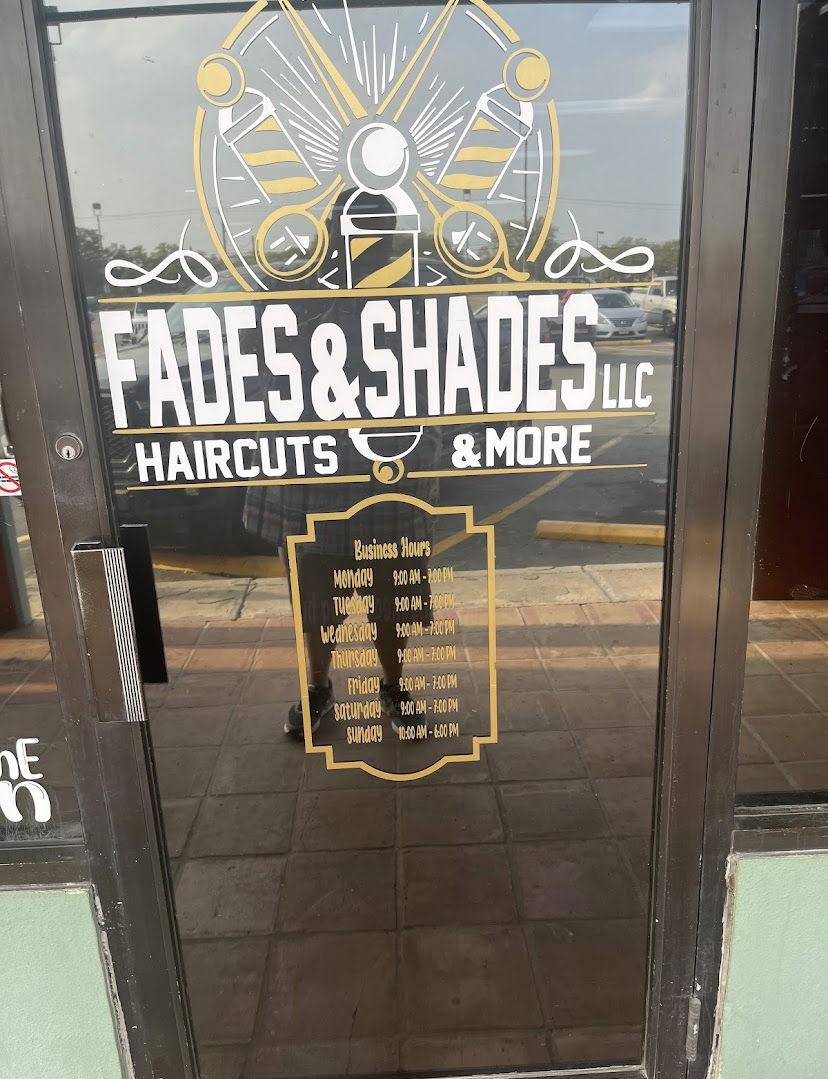 FADES & SHADES LLC
HAIRCUTS & MORE
Business Hours
Monday 9:00 AM - 7:00 PM
Tuesday 9:00 AM - 7:00 PM
Wednesday 9:00 AM - 7:00 PM
Thursday 9:00 AM - 7:00 PM
Friday 9:00 AM - 7:00 PM
Saturday 9:00 AM - 7:00 PM
Sunday 10:00 AM - 6:00 PM